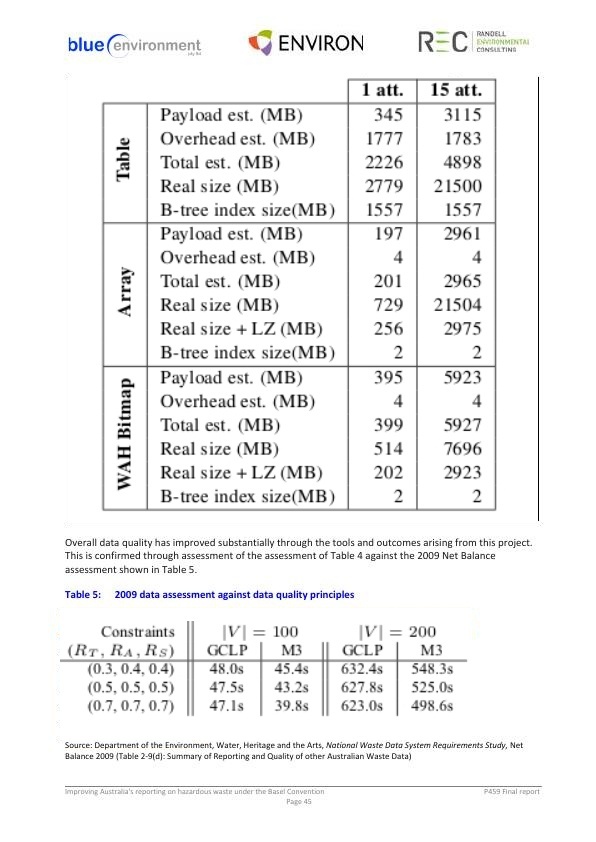 blue environment pty ltd ENVIRON REC RANDELL ENVIRONMENTAL CONSULTING
1 att. 15 att.
Table
Payload est. (MB) 345 3115
Overhead est. (MB) 1777 1783
Total est. (MB) 2226 4898
Real size (MB) 2779 21500
B-tree index size(MB) 1557 1557
Array
Payload est. (MB) 197 2961
Overhead est. (MB) 4 4
Total est. (MB) 201 2965
Real size (MB) 729 21504
Real size + LZ (MB) 256 2975
B-tree index size(MB) 2 2
WAH Bitmap
Payload est. (MB) 395 5923
Overhead est. (MB) 4 4
Total est. (MB) 399 5927
Real size (MB) 514 7696
Real size + LZ (MB) 202 2923
B-tree index size(MB) 2 2
Overall data quality has improved substantially through the tools and outcomes arising from this project.
This is confirmed through assessment of the assessment of Table 4 against the 2009 Net Balance
assessment shown in Table 5.
Table 5: 2009 data assessment against data quality principles
Constraints |V| = 100 |V| = 200
(R_T, R_A, R_S) GCLP M3 GCLP M3
(0.3, 0.4, 0.4) 48.0s 45.4s 632.4s 548.3s
(0.5, 0.5, 0.5) 47.5s 43.2s 627.8s 525.0s
(0.7, 0.7, 0.7) 47.1s 39.8s 623.0s 498.6s
Source: Department of the Environment, Water, Heritage and the Arts, National Waste Data System Requirements Study, Net
Balance 2009 (Table 2-9(d): Summary of Reporting and Quality of other Australian Waste Data)
Improving Australia's reporting on hazardous waste under the Basel Convention P459 Final report
Page 45